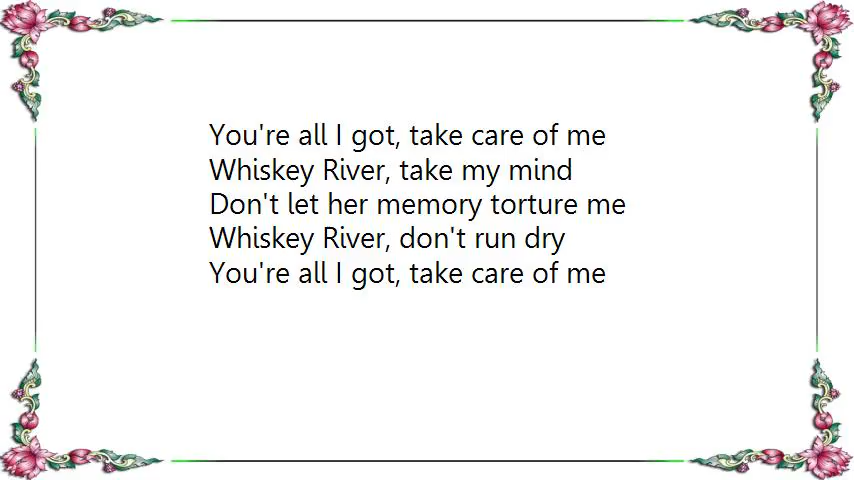 You're all I got, take care of me
Whiskey River, take my mind
Don't let her memory torture me
Whiskey River, don't run dry
You're all I got, take care of me